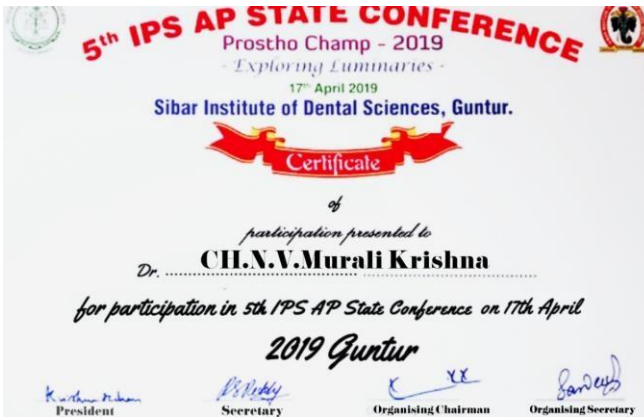 5th IPS AP STATE CONFERENCE
Prostho Champ - 2019
- Exploring Luminaries -
17th April 2019
Sibar Institute of Dental Sciences, Guntur.
Certificate
of
participation presented to
Dr. CH.N.V.Murali Krishna
for participation in 5th IPS AP State Conference on 17th April
2019 Guntur
President Secretary Organising Chairman Organising Secretary